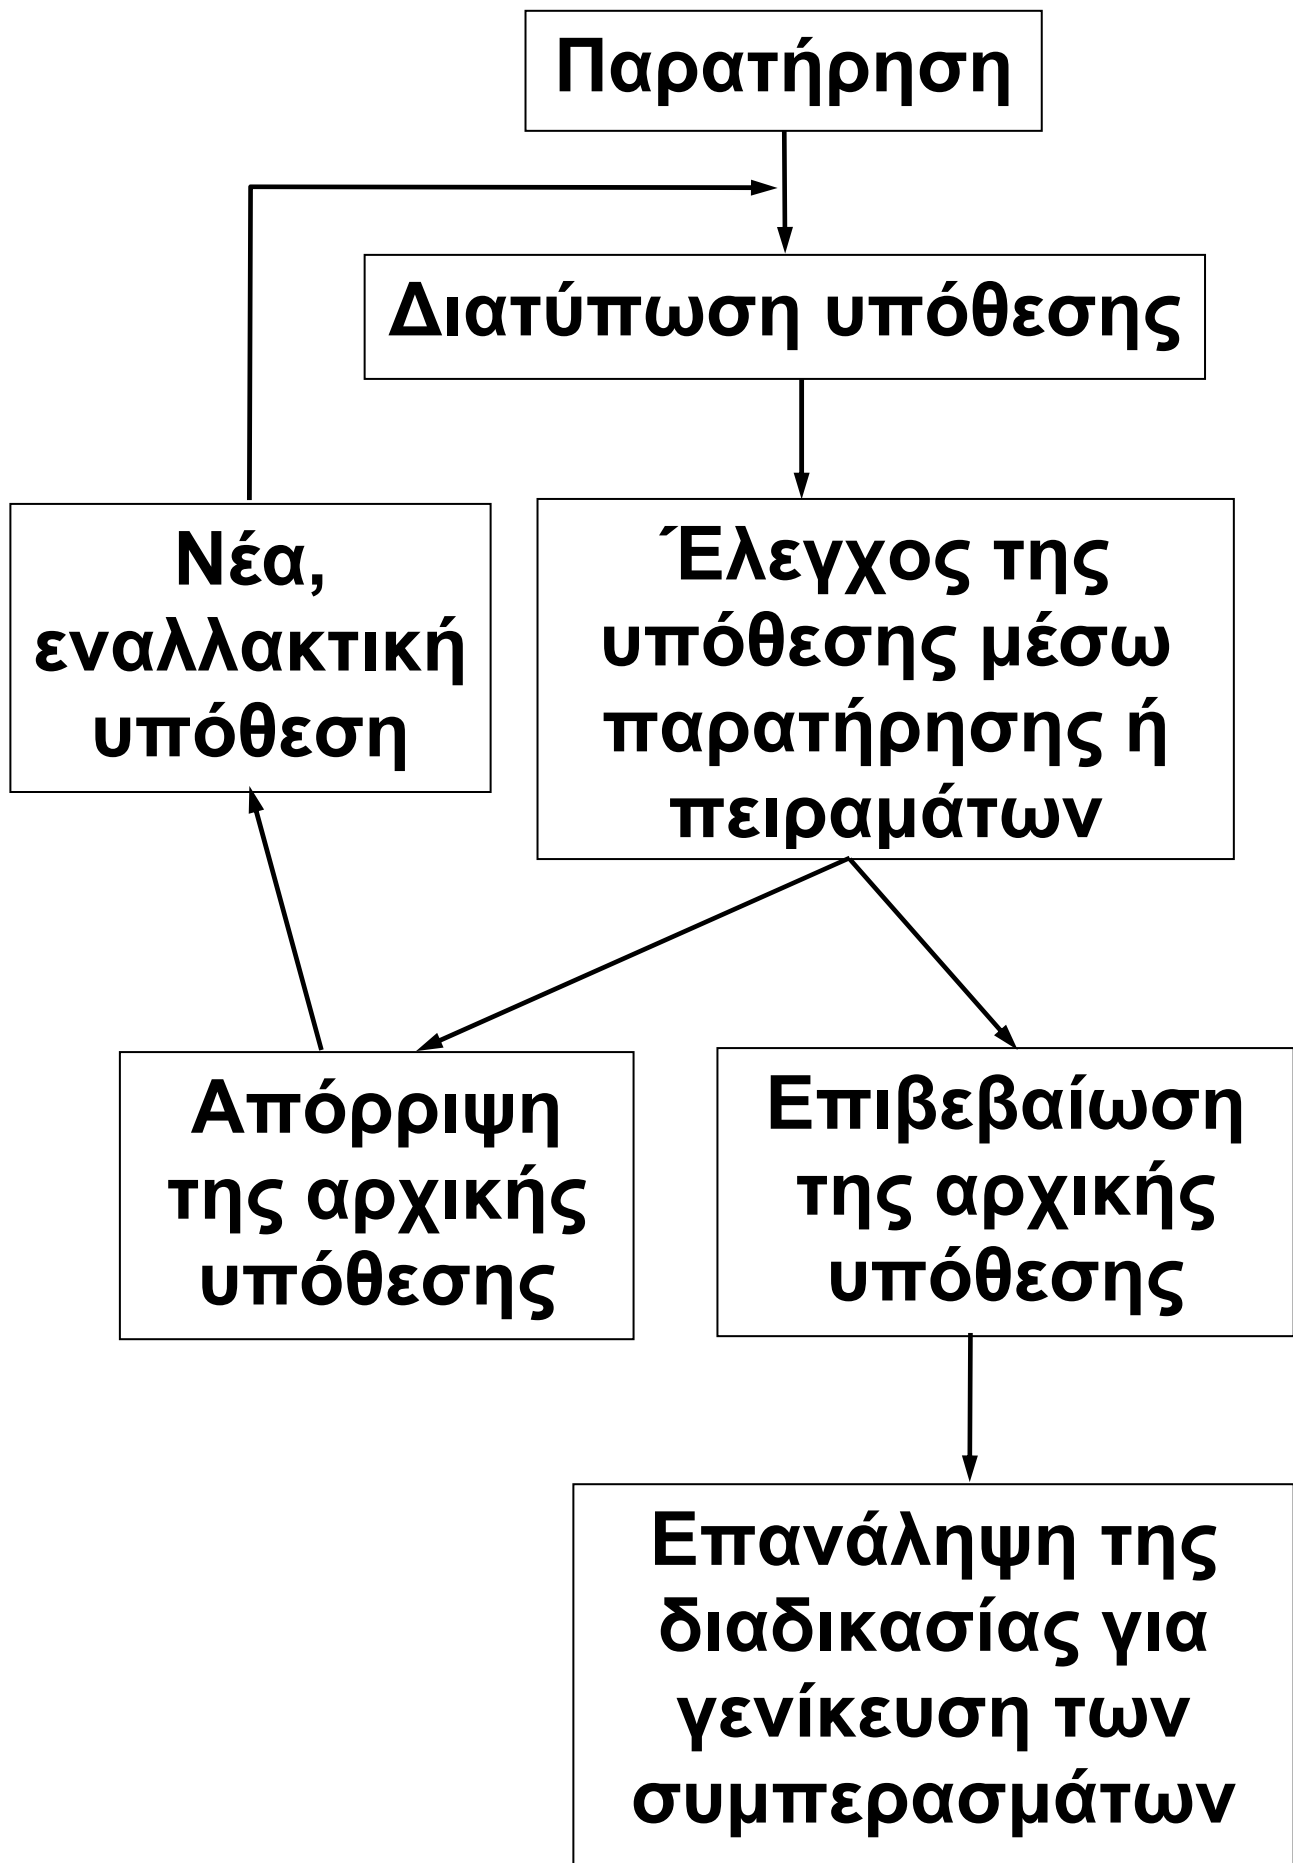 Παρατήρηση
Διατύπωση υπόθεσης
Νέα,
εναλλακτική
υπόθεση
Έλεγχος της
υπόθεσης μέσω
παρατήρησης ή
πειραμάτων
Απόρριψη
της αρχικής
υπόθεσης
Επιβεβαίωση
της αρχικής
υπόθεσης
Επανάληψη της
διαδικασίας για
γενίκευση των
συμπερασμάτων